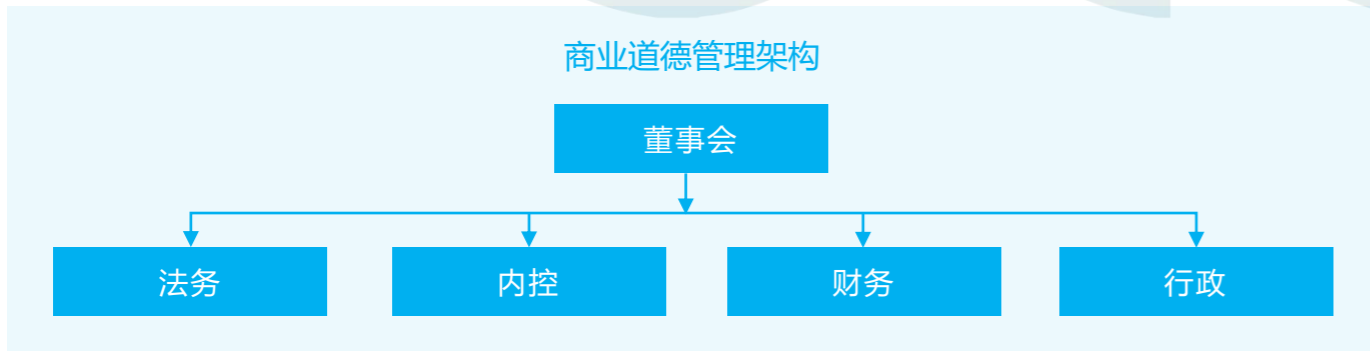 商业道德管理架构
董事会
法务
内控
财务
行政